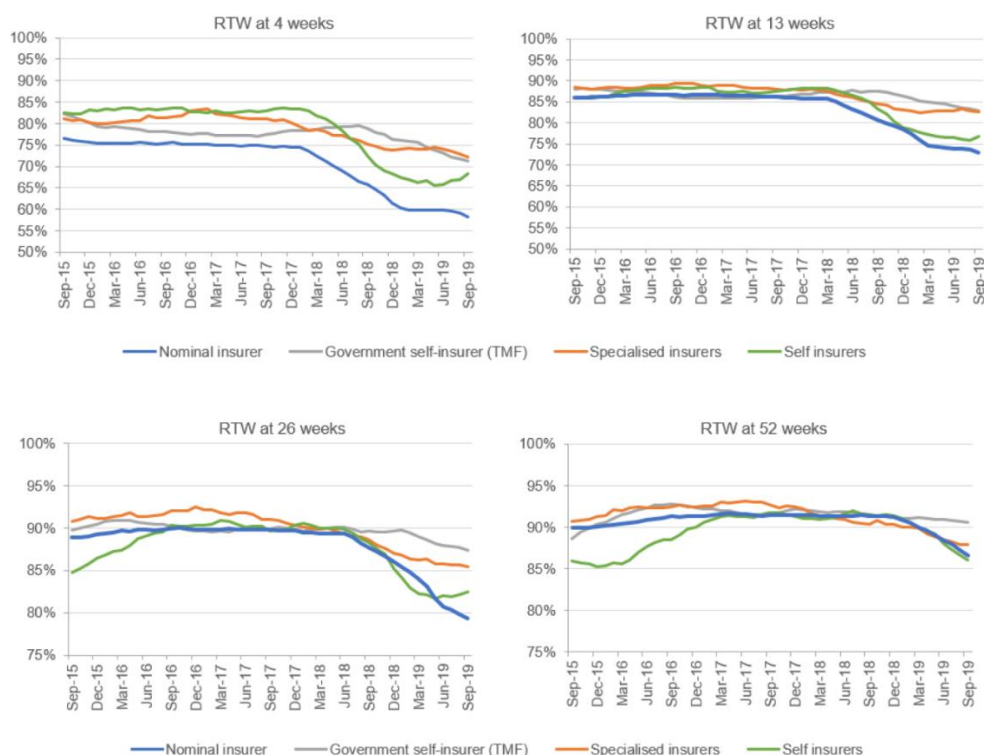 RTW at 4 weeks
100%
95%
90%
85%
80%
75%
70%
65%
60%
55%
50%
Sep-15
Dec-15
Mar-16
Jun-16
Sep-16
Dec-16
Mar-17
Jun-17
Sep-17
Dec-17
Mar-18
Jun-18
Sep-18
Dec-18
Mar-19
Jun-19
Sep-19
RTW at 13 weeks
100%
95%
90%
85%
80%
75%
70%
65%
60%
55%
50%
Sep-15
Dec-15
Mar-16
Jun-16
Sep-16
Dec-16
Mar-17
Jun-17
Sep-17
Dec-17
Mar-18
Jun-18
Sep-18
Dec-18
Mar-19
Jun-19
Sep-19
Nominal insurer Government self-insurer (TMF) Specialised insurers Self insurers
RTW at 26 weeks
100%
95%
90%
85%
80%
75%
Sep-15
Dec-15
Mar-16
Jun-16
Sep-16
Dec-16
Mar-17
Jun-17
Sep-17
Dec-17
Mar-18
Jun-18
Sep-18
Dec-18
Mar-19
Jun-19
Sep-19
RTW at 52 weeks
100%
95%
90%
85%
80%
75%
Sep-15
Dec-15
Mar-16
Jun-16
Sep-16
Dec-16
Mar-17
Jun-17
Sep-17
Dec-17
Mar-18
Jun-18
Sep-18
Dec-18
Mar-19
Jun-19
Sep-19
Nominal insurer Government self-insurer (TMF) Specialised insurers Self insurers